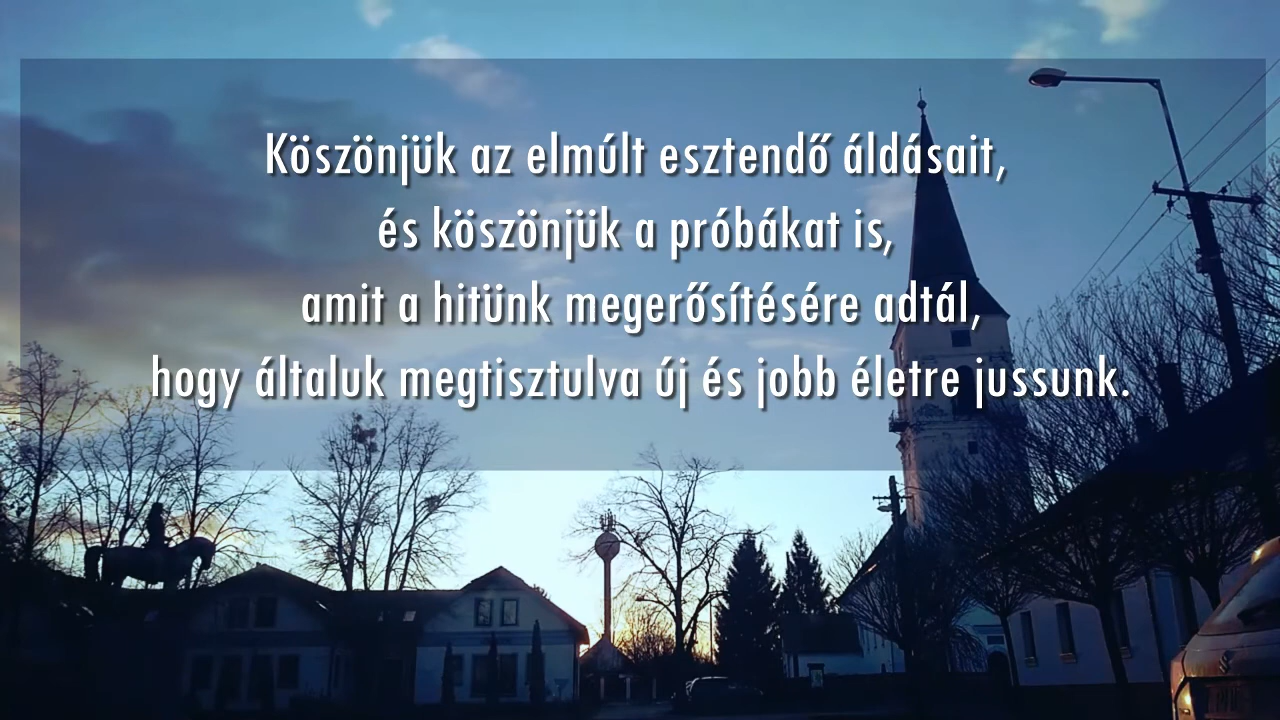 Köszönjük az elmúlt esztendő áldásait,
és köszönjük a próbákat is,
amit a hitünk megerősítésére adtál,
hogy általuk megtisztulva új és jobb életre jussunk.